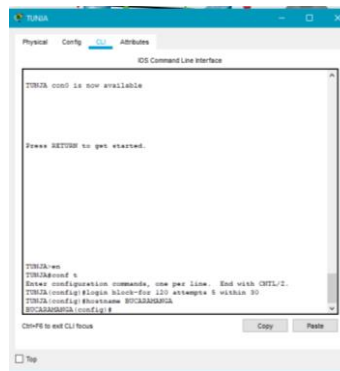 TUNJA
Physical Config CLI Attributes
IOS Command Line Interface
TUNJA con0 is now available
Press RETURN to get started.
TUNJA>en
TUNJA#conf t
Enter configuration commands, one per line. End with CNTL/Z.
TUNJA(config)#login block-for 120 attempts 5 within 30
TUNJA(config)#hostname BUCARAMANGA
BUCARAMANGA(config)#
Ctrl+F6 to exit CLI focus
Copy Paste
Top